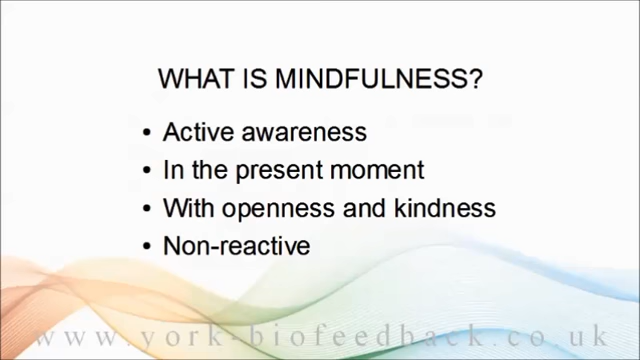 WHAT IS MINDFULNESS?
• Active awareness
• In the present moment
• With openness and kindness
• Non-reactive
www.york-biofeedback.co.uk